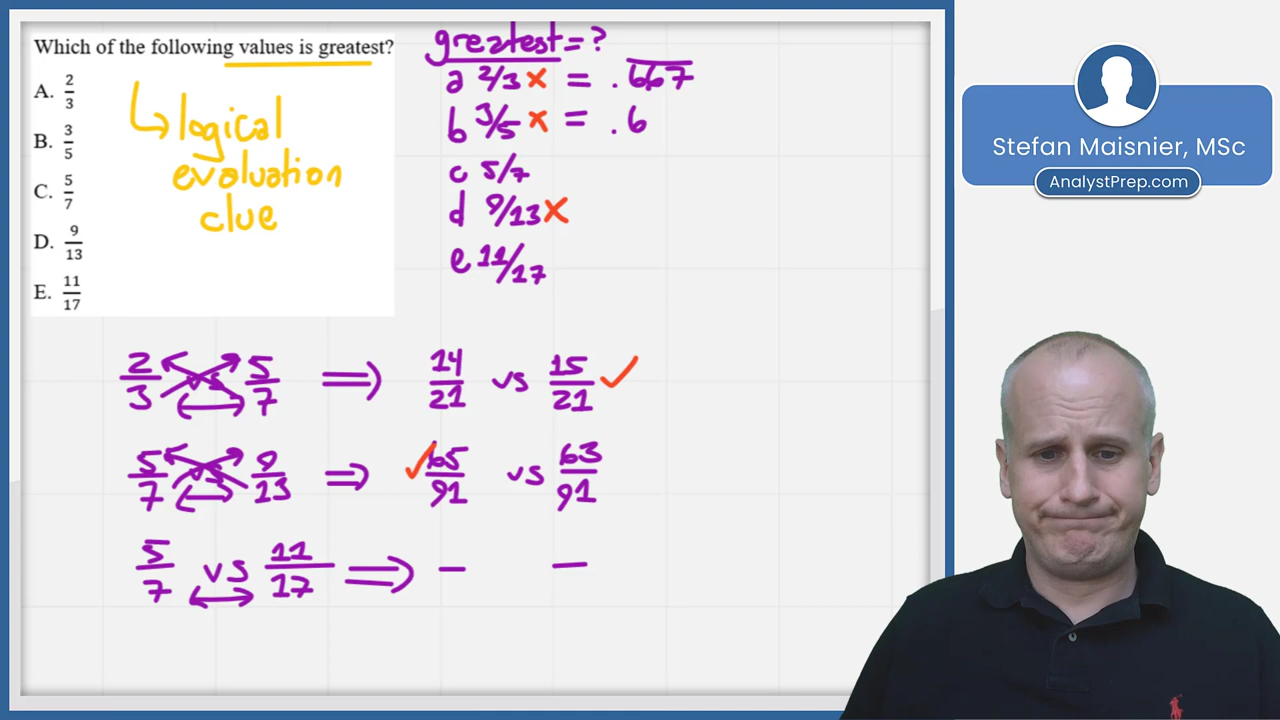 Which of the following values is greatest?
A. 2/3
B. 3/5
C. 5/7
D. 9/13
E. 11/17
logical
evaluation
clue
greatest = ?
a 2/3 x = .667
b 3/5 x = .6
c 5/7
d 9/13 x
e 11/17
2/3 vs 5/7 ⟹ 14/21 vs 15/21 ✓
5/7 vs 9/13 ⟹ ✓ 65/91 vs 63/91
5/7 vs 11/17 ⟹ — —
Stefan Maisnier, MSc
AnalystPrep.com